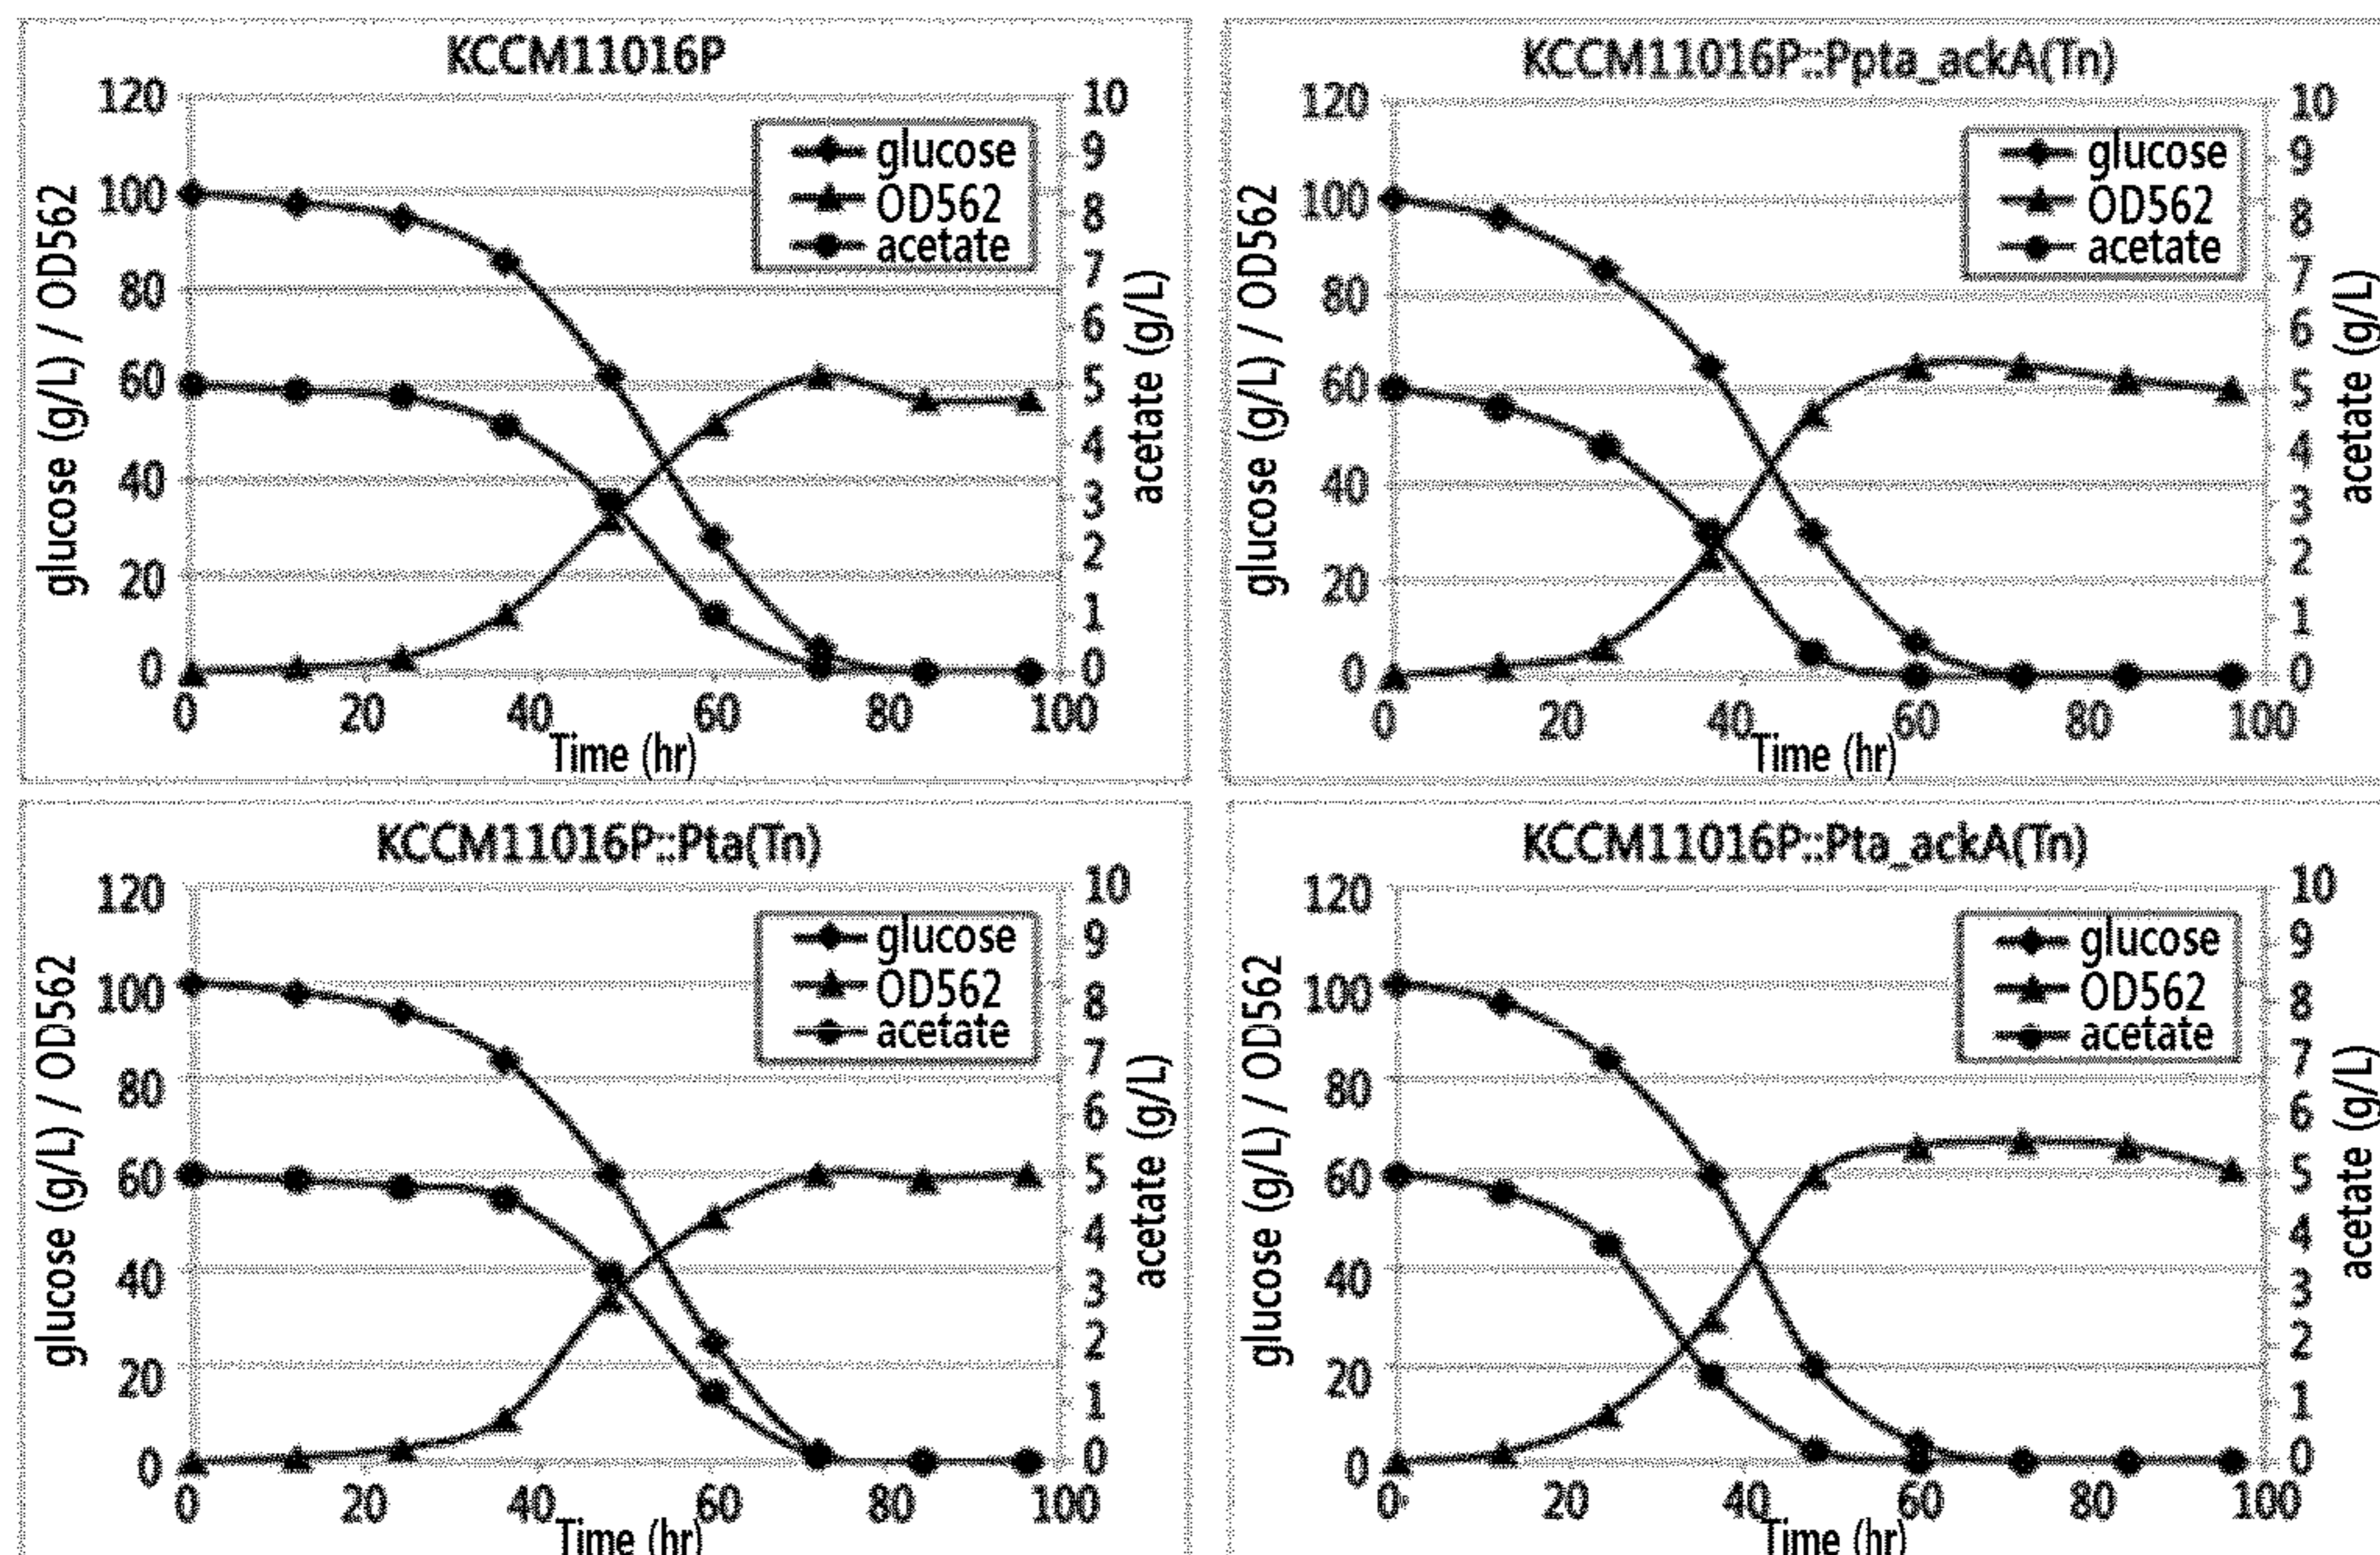 KCCM11016P
120
100
80
60
40
20
0
glucose (g/L) / OD562
glucose
OD562
acetate
10
9
8
7
6
5
4
3
2
1
0
acetate (g/L)
0 20 40 60 80 100
Time (hr)
KCCM11016P::Ppta_ackA(Tn)
120
100
80
60
40
20
0
glucose (g/L) / OD562
glucose
OD562
acetate
10
9
8
7
6
5
4
3
2
1
0
acetate (g/L)
0 20 40 60 80 100
Time (hr)
KCCM11016P::Pta(Tn)
120
100
80
60
40
20
0
glucose (g/L) / OD562
glucose
OD562
acetate
10
9
8
7
6
5
4
3
2
1
0
acetate (g/L)
0 20 40 60 80 100
Time (hr)
KCCM11016P::Pta_ackA(Tn)
120
100
80
60
40
20
0
glucose (g/L) / OD562
glucose
OD562
acetate
10
9
8
7
6
5
4
3
2
1
0
acetate (g/L)
0 20 40 60 80 100
Time (hr)